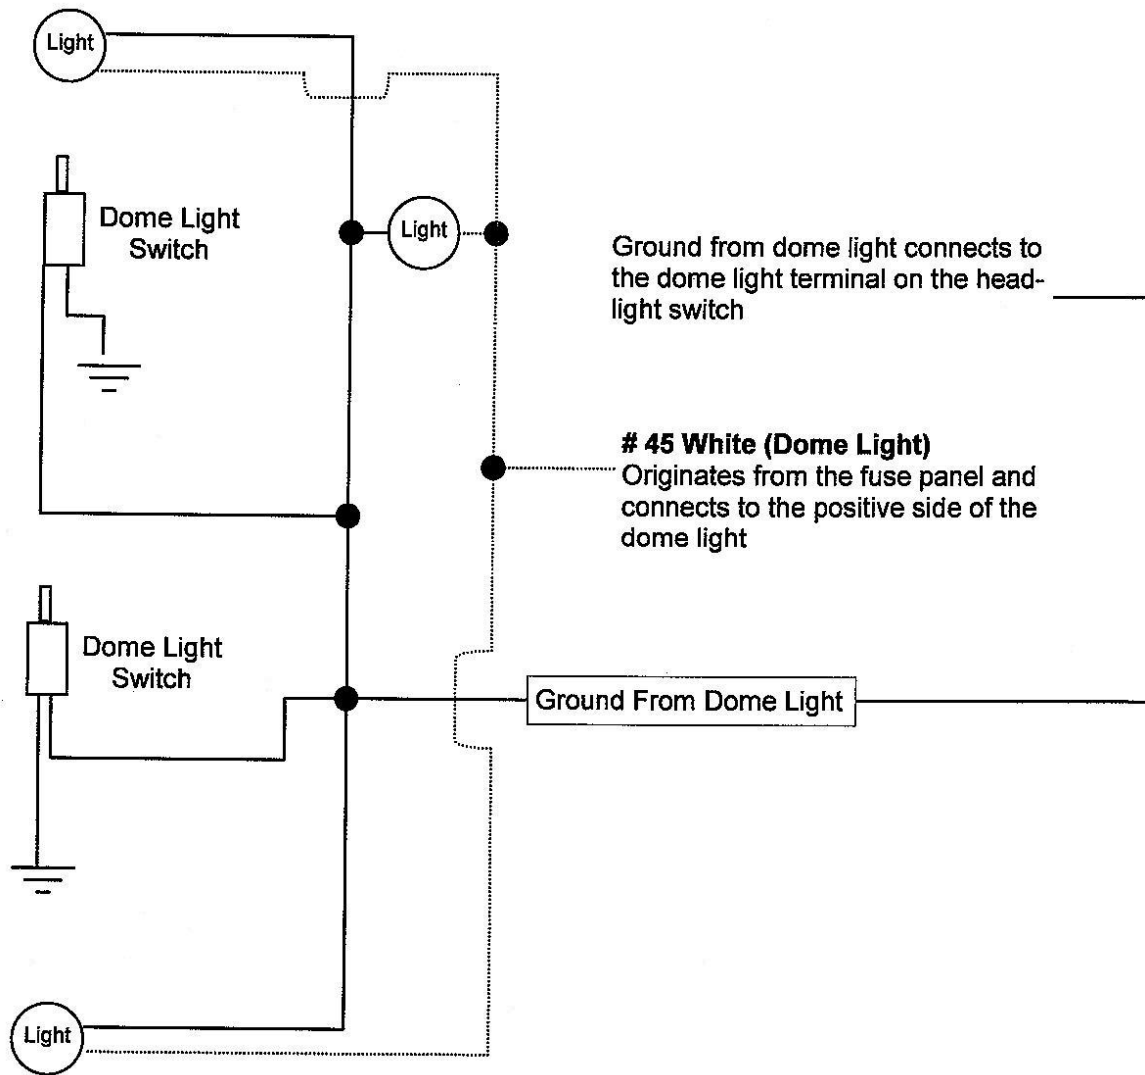 Light
Dome Light
Switch
Light
Ground from dome light connects to
the dome light terminal on the head-
light switch
# 45 White (Dome Light)
Originates from the fuse panel and
connects to the positive side of the
dome light
Dome Light
Switch
Ground From Dome Light
Light